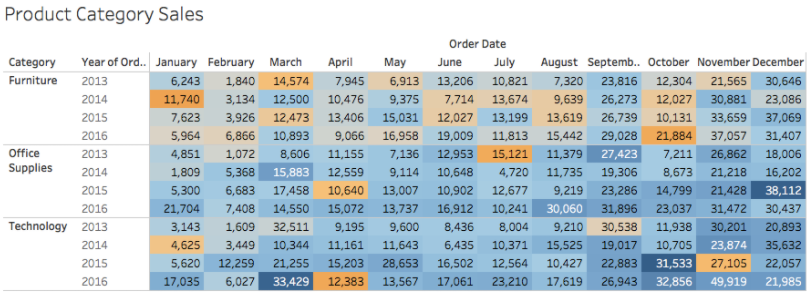 Product Category Sales
Order Date
Category Year of Ord.. January February March April May June July August Septemb.. October November December
Furniture 2013 6,243 1,840 14,574 7,945 6,913 13,206 10,821 7,320 23,816 12,304 21,565 30,646
2014 11,740 3,134 12,500 10,476 9,375 7,714 13,674 9,639 26,273 12,027 30,881 23,086
2015 7,623 3,926 12,473 13,406 15,031 12,027 13,199 13,619 26,739 10,131 33,659 37,069
2016 5,964 6,866 10,893 9,066 16,958 19,009 11,813 15,442 29,028 21,884 37,057 31,407
Office Supplies 2013 4,851 1,072 8,606 11,155 7,136 12,953 15,121 11,379 27,423 7,211 26,862 18,006
2014 1,809 5,368 15,883 12,559 9,114 10,648 4,720 11,735 19,306 8,673 21,218 16,202
2015 5,300 6,683 17,458 10,640 13,007 10,902 12,677 9,219 23,286 14,799 21,428 38,112
2016 21,704 7,408 14,550 15,072 13,737 16,912 10,241 30,060 31,896 23,037 31,472 30,437
Technology 2013 3,143 1,609 32,511 9,195 9,600 8,436 8,004 9,210 30,538 11,938 30,201 20,893
2014 4,625 3,449 10,344 11,161 11,643 6,435 10,371 15,525 19,017 10,705 23,874 35,632
2015 5,620 12,259 21,255 15,203 28,653 16,502 12,564 10,427 22,883 31,533 27,105 22,057
2016 17,035 6,027 33,429 12,383 13,567 17,061 23,210 17,619 26,943 32,856 49,919 21,985